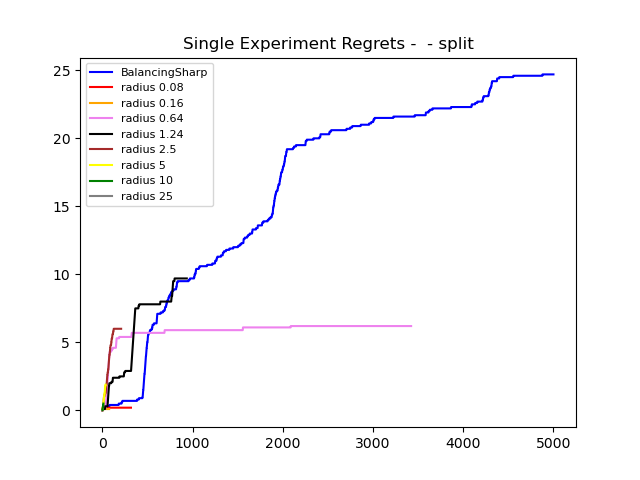 Single Experiment Regrets -  - split
25
20
15
10
5
0
BalancingSharp
radius 0.08
radius 0.16
radius 0.64
radius 1.24
radius 2.5
radius 5
radius 10
radius 25
0 1000 2000 3000 4000 5000